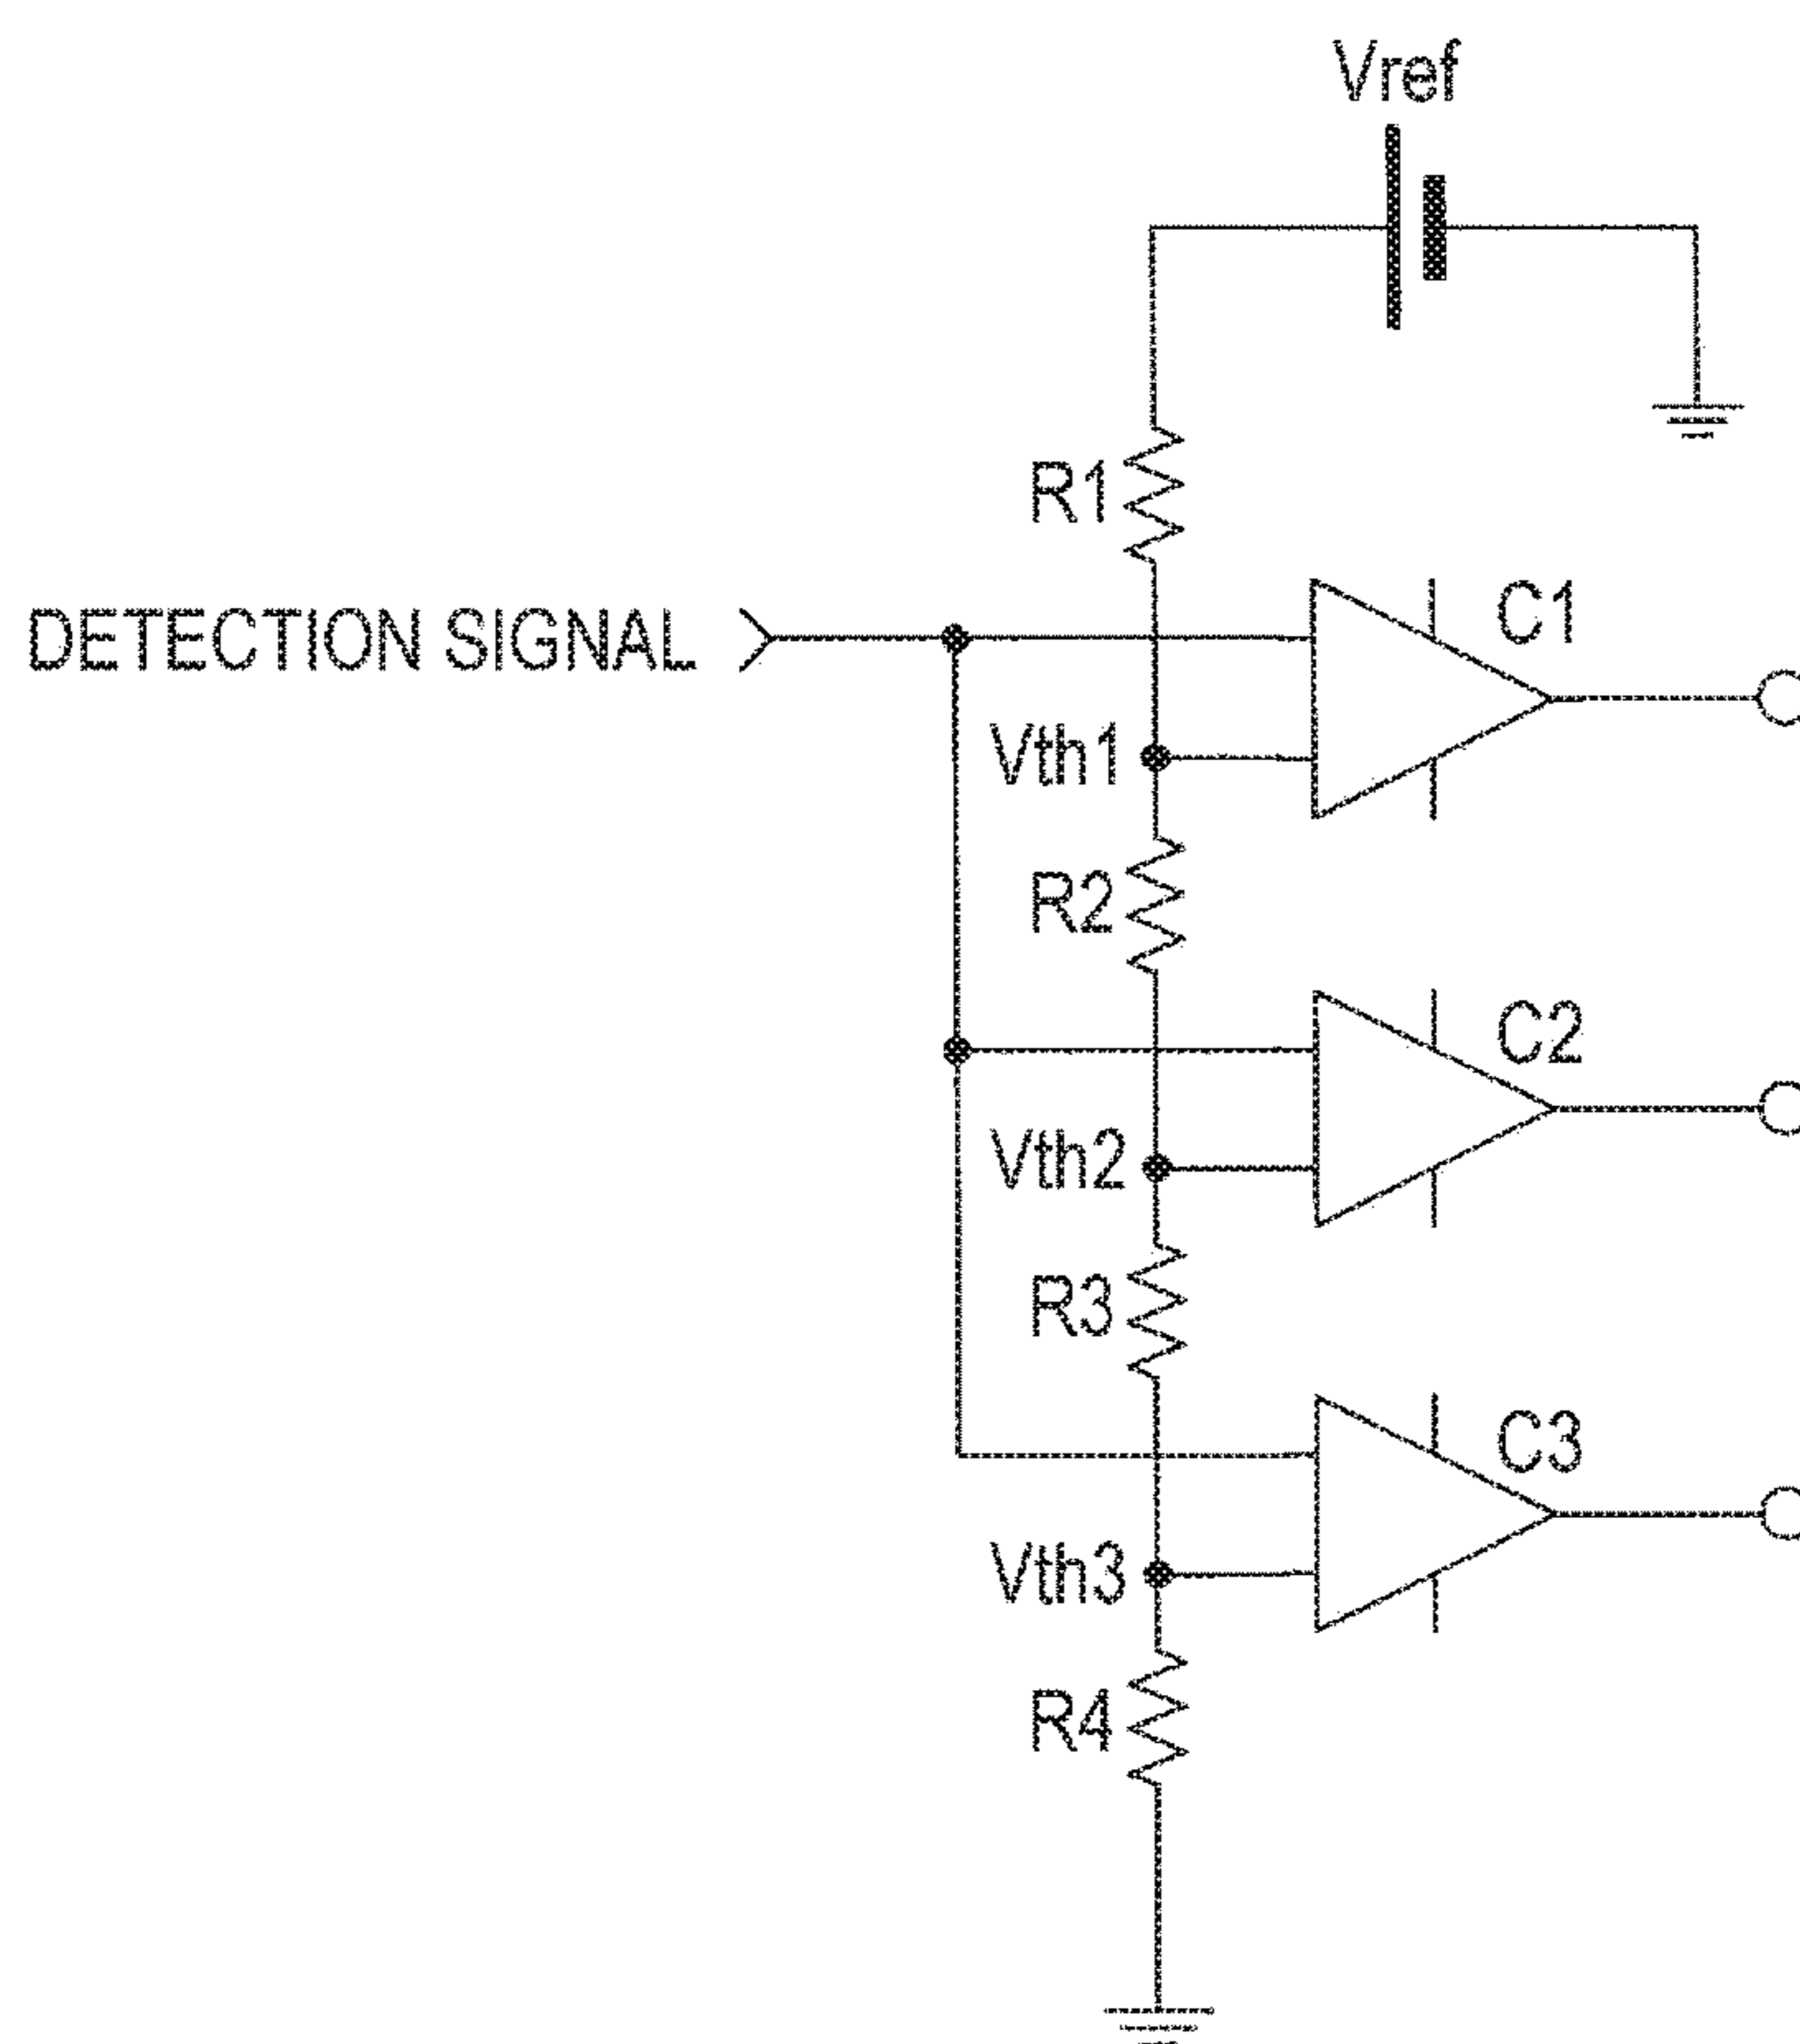 Vref
R1
DETECTION SIGNAL
C1
Vth1
R2
C2
Vth2
R3
C3
Vth3
R4